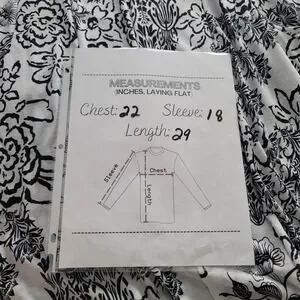 MEASUREMENTS
(INCHES, LAYING FLAT)
Chest: 22 Sleeve: 18
Length: 29
Sleeve
Chest
Length